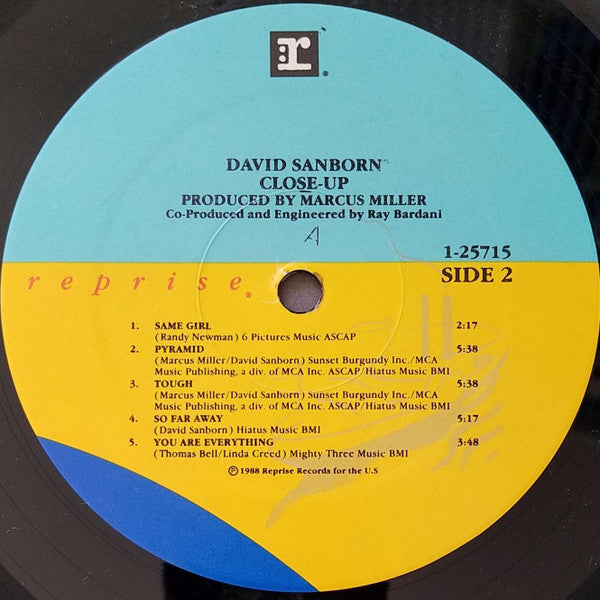 r®
DAVID SANBORN
CLOSE-UP
PRODUCED BY MARCUS MILLER
Co-Produced and Engineered by Ray Bardani
A
1-25715
SIDE 2
reprise®
1. SAME GIRL 2:17
(Randy Newman) 6 Pictures Music ASCAP
2. PYRAMID 5:38
(Marcus Miller/David Sanborn) Sunset Burgundy Inc./MCA
Music Publishing, a div. of MCA Inc. ASCAP/Hiatus Music BMI
3. TOUGH 5:38
(Marcus Miller/David Sanborn) Sunset Burgundy Inc./MCA
Music Publishing, a div. of MCA Inc. ASCAP/Hiatus Music BMI
4. SO FAR AWAY 5:17
(David Sanborn) Hiatus Music BMI
5. YOU ARE EVERYTHING 3:48
(Thomas Bell/Linda Creed) Mighty Three Music BMI
℗ 1988 Reprise Records for the U.S